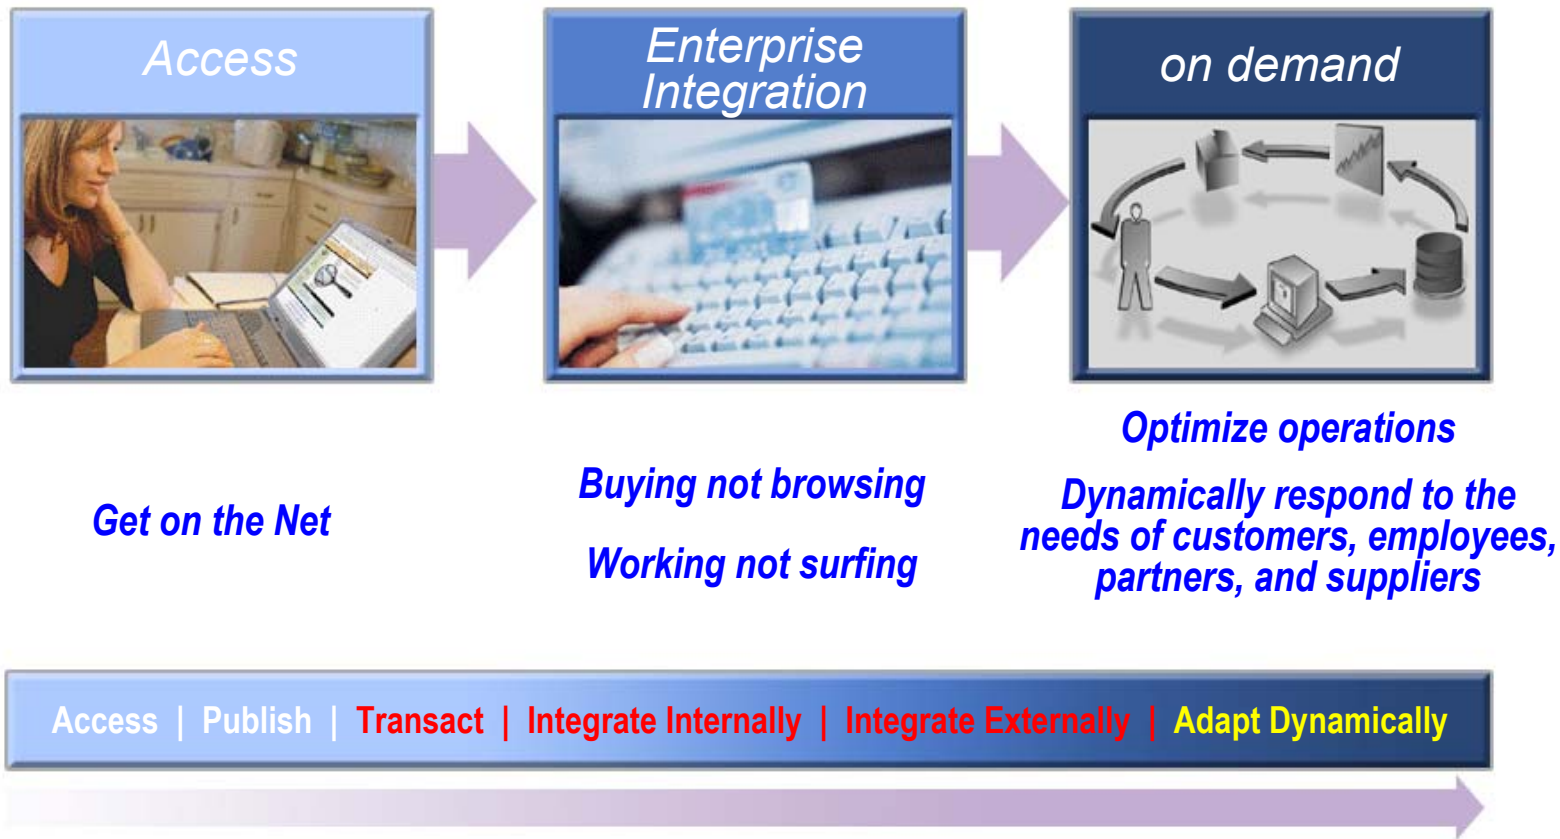 Access
Enterprise
Integration
on demand
Get on the Net
Buying not browsing
Working not surfing
Optimize operations
Dynamically respond to the
needs of customers, employees,
partners, and suppliers
Access | Publish | Transact | Integrate Internally | Integrate Externally | Adapt Dynamically